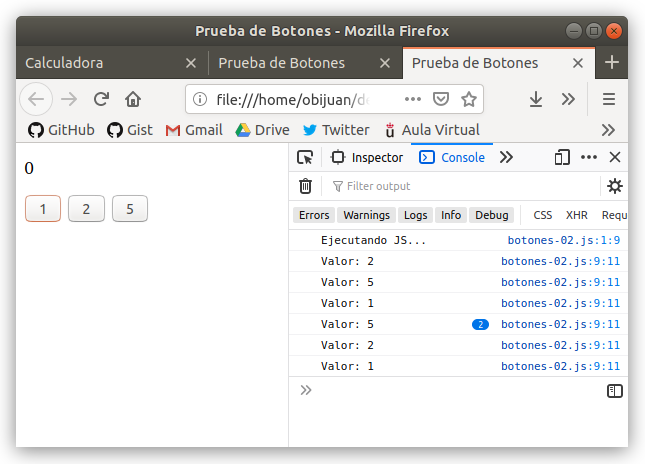 Prueba de Botones - Mozilla Firefox
Calculadora Prueba de Botones Prueba de Botones
file:///home/obijuan/de
GitHub Gist Gmail Drive Twitter Aula Virtual
0
1 2 5
Inspector Console
Filter output
Errors Warnings Logs Info Debug CSS XHR Requ
Ejecutando JS... botones-02.js:1:9
Valor: 2 botones-02.js:9:11
Valor: 5 botones-02.js:9:11
Valor: 1 botones-02.js:9:11
Valor: 5 2 botones-02.js:9:11
Valor: 2 botones-02.js:9:11
Valor: 1 botones-02.js:9:11